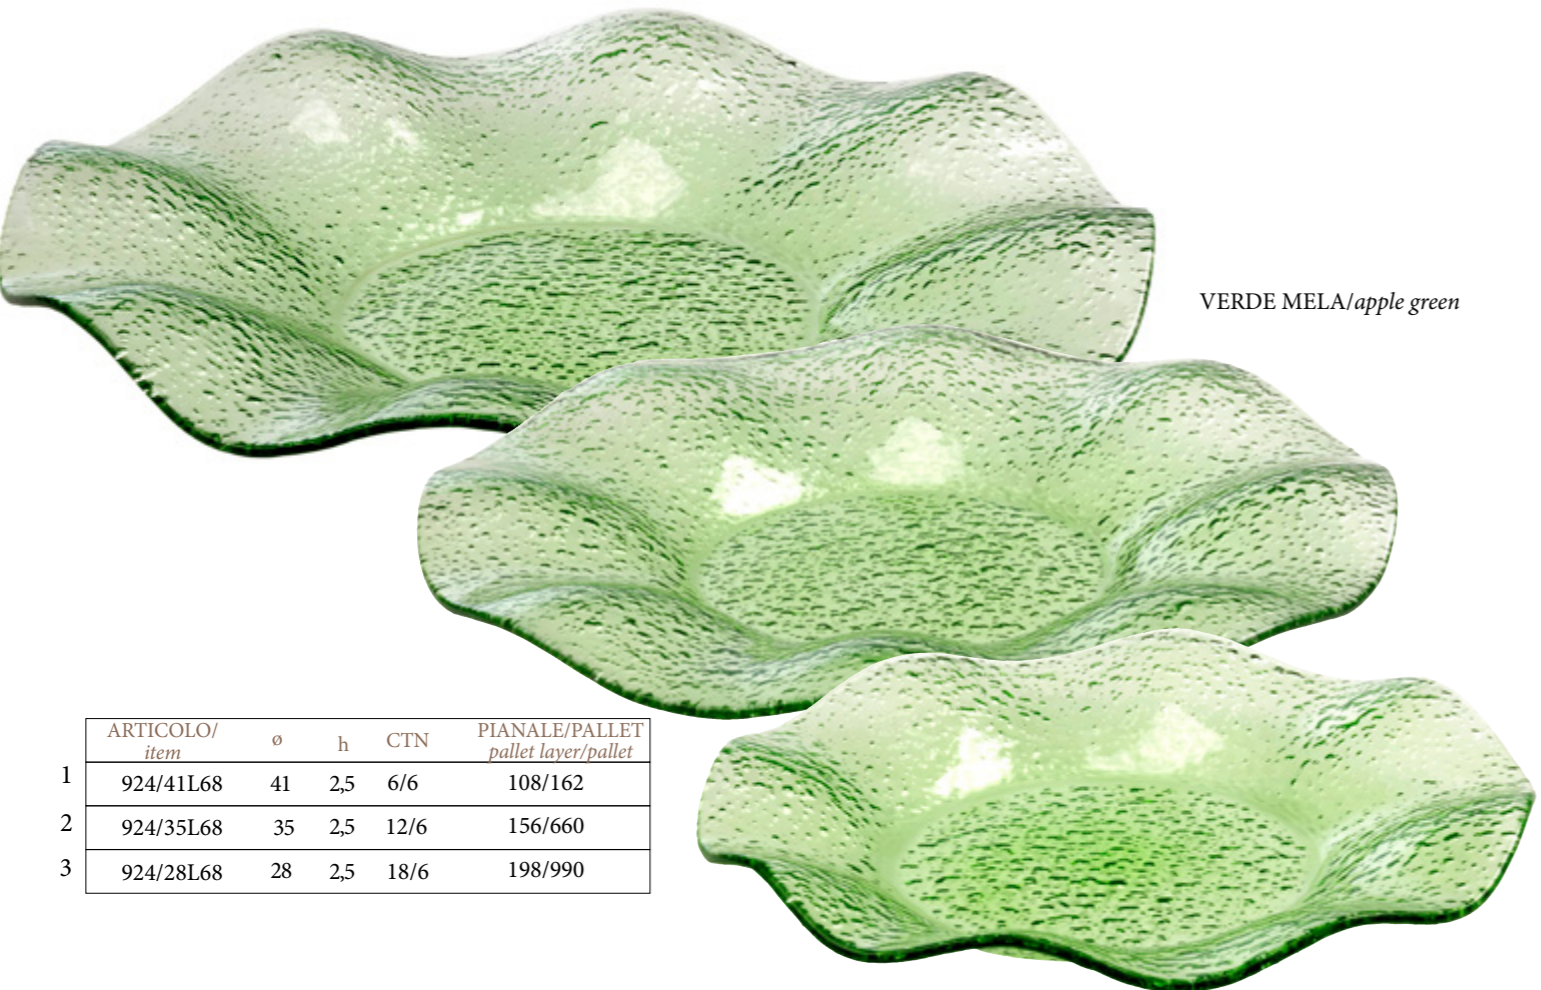 VERDE MELA/apple green
ARTICOLO/ ø h CTN PIANALE/PALLET
item pallet layer/pallet
1 924/41L68 41 2,5 6/6 108/162
2 924/35L68 35 2,5 12/6 156/660
3 924/28L68 28 2,5 18/6 198/990